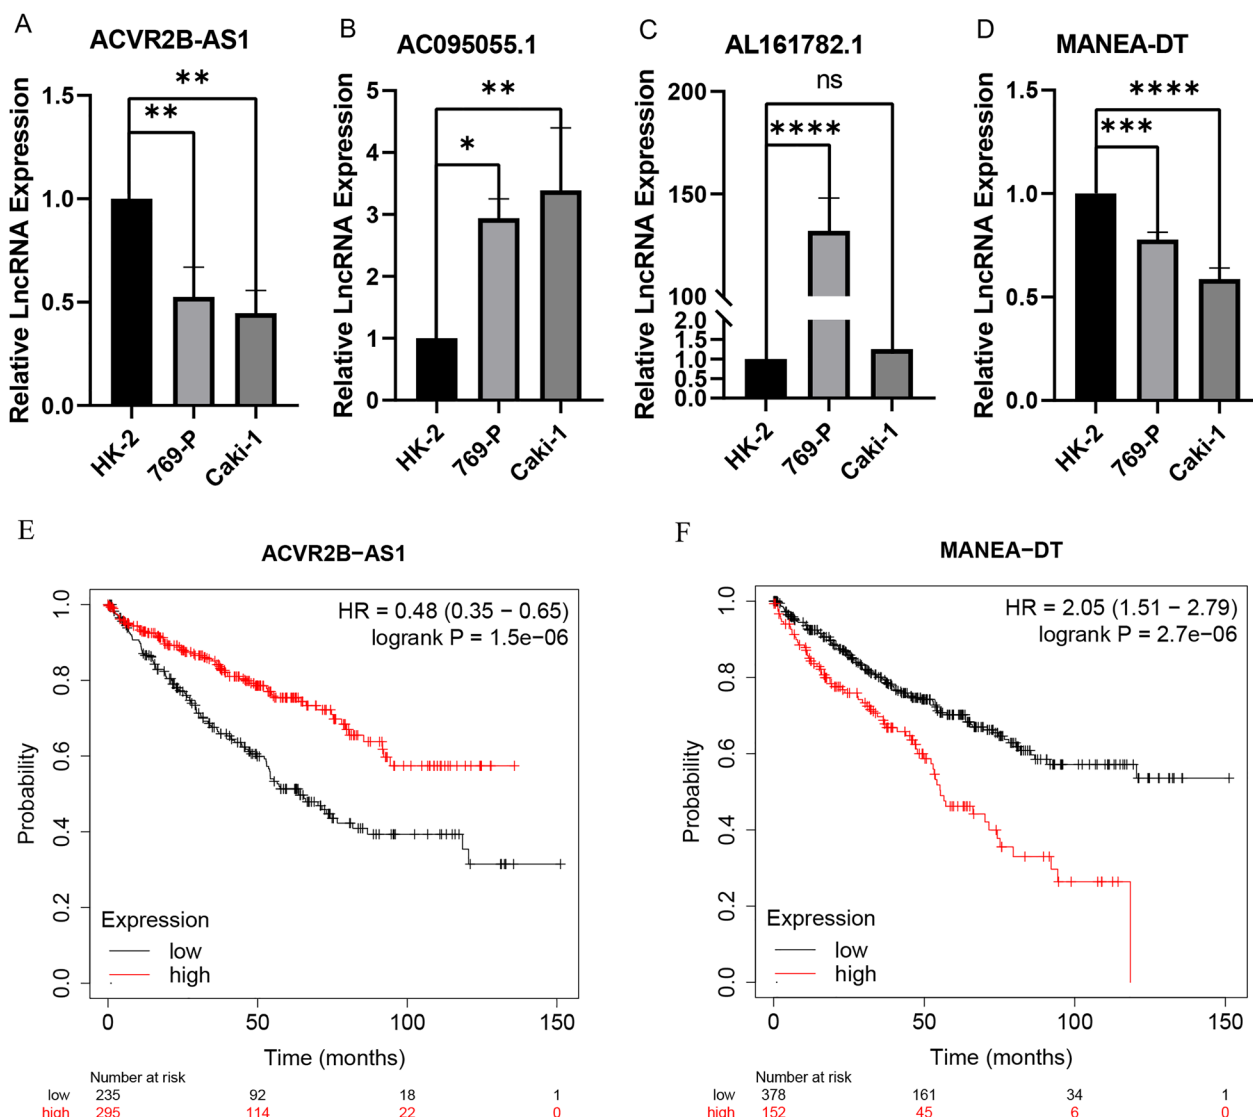 A
ACVR2B-AS1
Relative LncRNA Expression
1.5
1.0
0.5
0.0
**
**
HK-2
769-P
Caki-1
B
AC095055.1
Relative LncRNA Expression
5
4
3
2
1
0
**
*
HK-2
769-P
Caki-1
C
AL161782.1
Relative LncRNA Expression
200
150
100
2.0
1.5
1.0
0.5
0.0
ns
****
HK-2
769-P
Caki-1
D
MANEA-DT
Relative LncRNA Expression
1.5
1.0
0.5
0.0
****
***
HK-2
769-P
Caki-1
E
ACVR2B−AS1
HR = 0.48 (0.35 − 0.65)
logrank P = 1.5e−06
Probability
1.0
0.8
0.6
0.4
0.2
0.0
Expression
low
high
0 50 100 150
Time (months)
Number at risk
low 235 92 18 1
high 295 114 22 0
F
MANEA−DT
HR = 2.05 (1.51 − 2.79)
logrank P = 2.7e−06
Probability
1.0
0.8
0.6
0.4
0.2
0.0
Expression
low
high
0 50 100 150
Time (months)
Number at risk
low 378 161 34 1
high 152 45 6 0